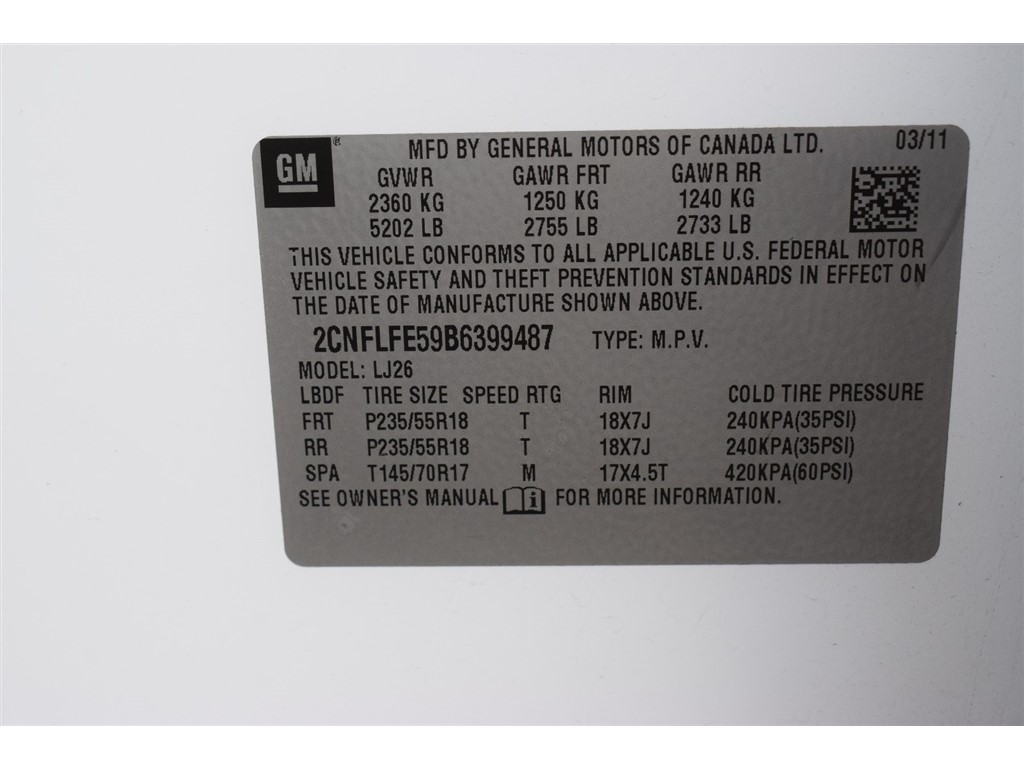 GM ® MFD BY GENERAL MOTORS OF CANADA LTD. 03/11
GVWR GAWR FRT GAWR RR
2360 KG 1250 KG 1240 KG
5202 LB 2755 LB 2733 LB
THIS VEHICLE CONFORMS TO ALL APPLICABLE U.S. FEDERAL MOTOR
VEHICLE SAFETY AND THEFT PREVENTION STANDARDS IN EFFECT ON
THE DATE OF MANUFACTURE SHOWN ABOVE.
2CNFLFE59B6399487 TYPE: M.P.V.
MODEL: LJ26
LBDF TIRE SIZE SPEED RTG RIM COLD TIRE PRESSURE
FRT P235/55R18 T 18X7J 240KPA(35PSI)
RR P235/55R18 T 18X7J 240KPA(35PSI)
SPA T145/70R17 M 17X4.5T 420KPA(60PSI)
SEE OWNER'S MANUAL i FOR MORE INFORMATION.